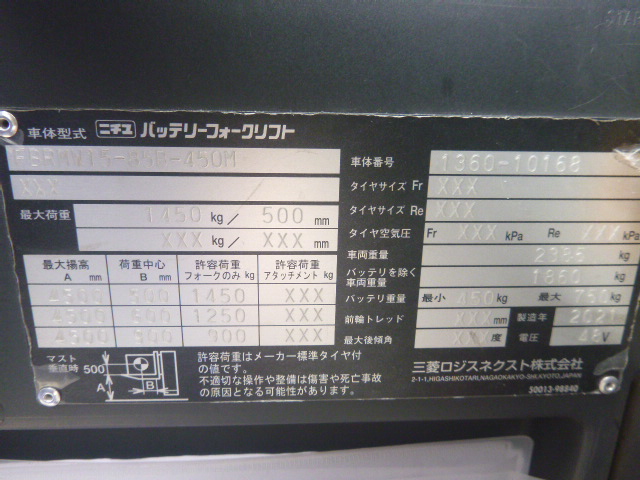 車体型式 ニチユ バッテリーフォークリフト
-450M
XXX
最大荷重 1450 kg/ 500 mm
XXX kg/ XXX mm
最大揚高 A mm 荷重中心 B mm 許容荷重 フォークのみ kg 許容荷重 アタッチメント kg
4500 500 1450 XXX
4500 600 1250 XXX
4500 900 XXX
マスト垂直時 500 A B
許容荷重はメーカー標準タイヤ付
の値です。
不適切な操作や整備は傷害や死亡事故
の原因となる可能性があります。
車体番号 1360-10168
タイヤサイズ Fr XXX
タイヤサイズ Re XXX
タイヤ空気圧 Fr XXX kPa Re XXX kPa
車両重量 kg
バッテリを除く
車両重量 kg
バッテリ重量 最小 450 kg 最大 kg
前輪トレッド XXX mm 製造年 2021
最大後傾角 度 電圧 48 V
三菱ロジスネクスト株式会社
2-1-1,HIGASHIKOTARI,NAGAOKAKYO-SHI,KYOTO,JAPAN
50013-98840